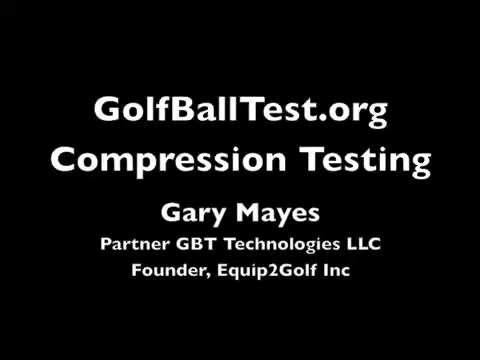 GolfBallTest.org
Compression Testing
Gary Mayes
Partner GBT Technologies LLC
Founder, Equip2Golf Inc